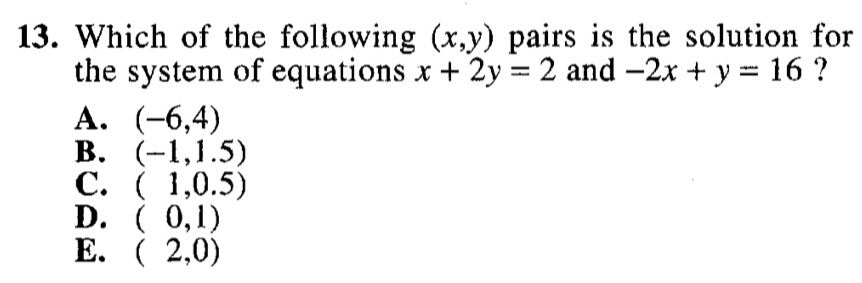 13. Which of the following (x,y) pairs is the solution for
the system of equations x + 2y = 2 and –2x + y = 16 ?
A. (–6,4)
B. (–1,1.5)
C. ( 1,0.5)
D. ( 0,1)
E. ( 2,0)